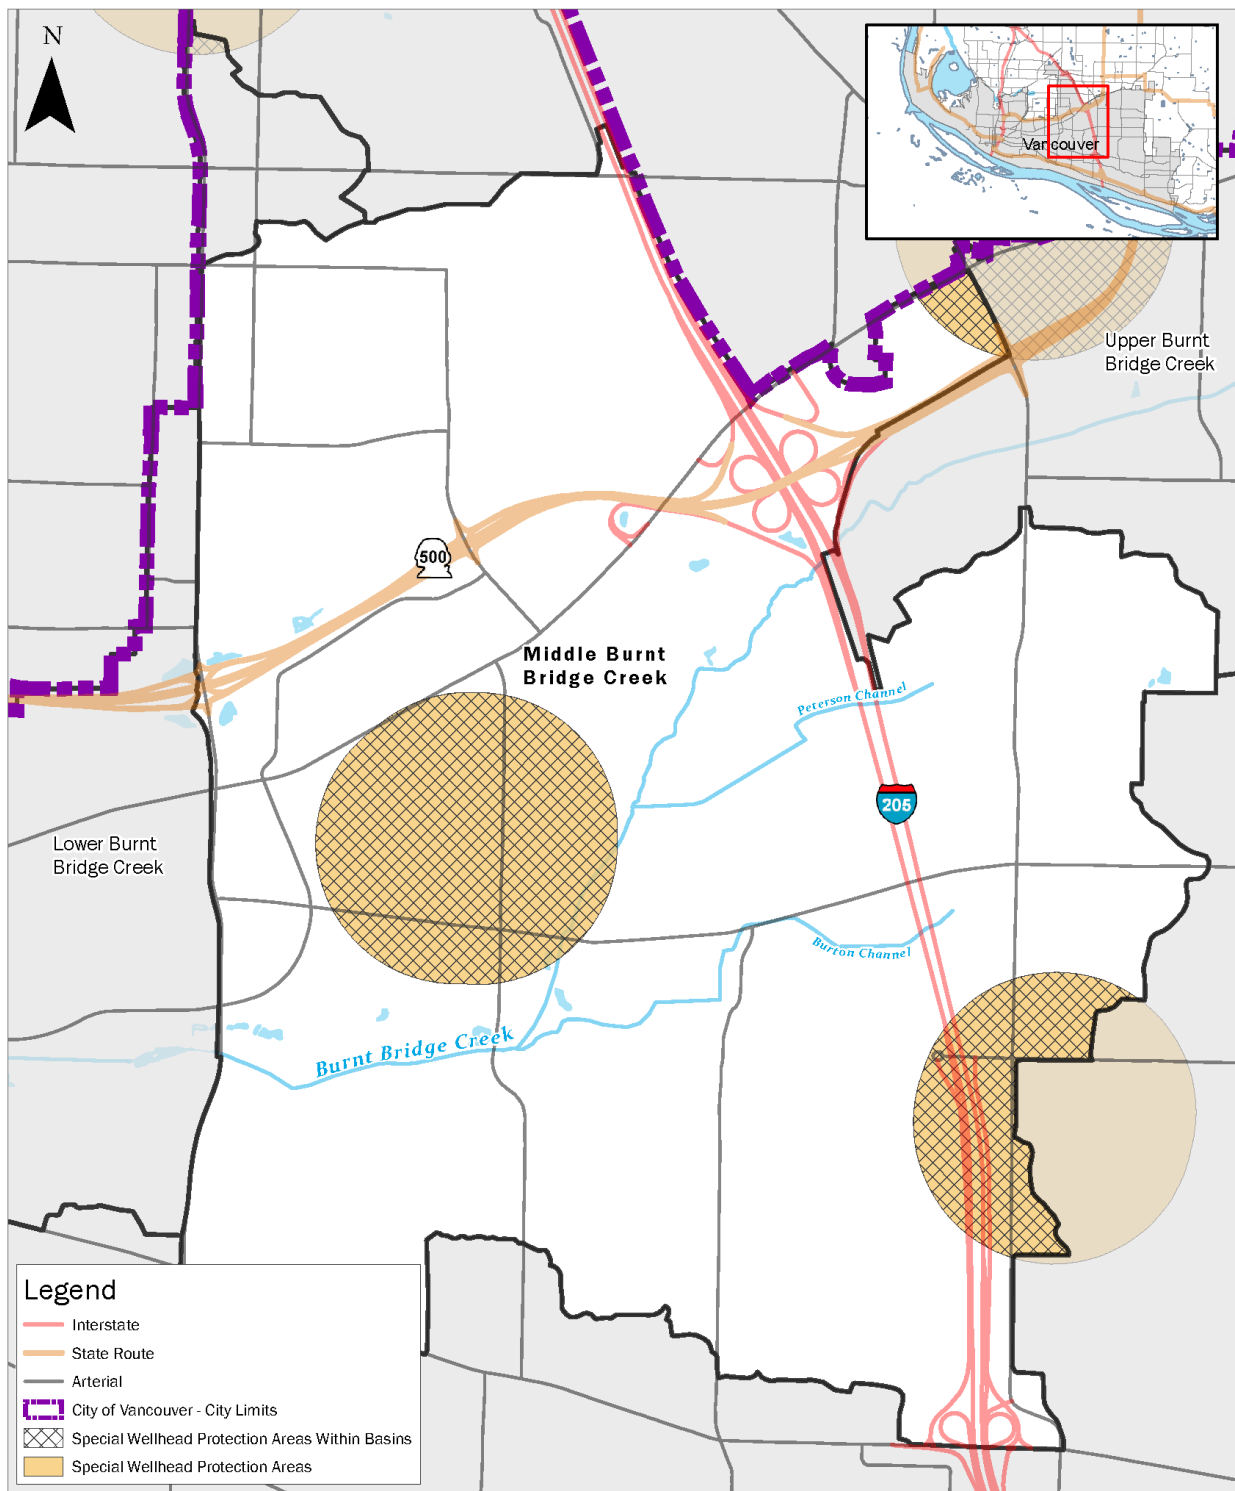 N
Vancouver
Upper Burnt
Bridge Creek
500
Middle Burnt
Bridge Creek
Peterson Channel
205
Lower Burnt
Bridge Creek
Burton Channel
Burnt Bridge Creek
Legend
Interstate
State Route
Arterial
City of Vancouver - City Limits
Special Wellhead Protection Areas Within Basins
Special Wellhead Protection Areas